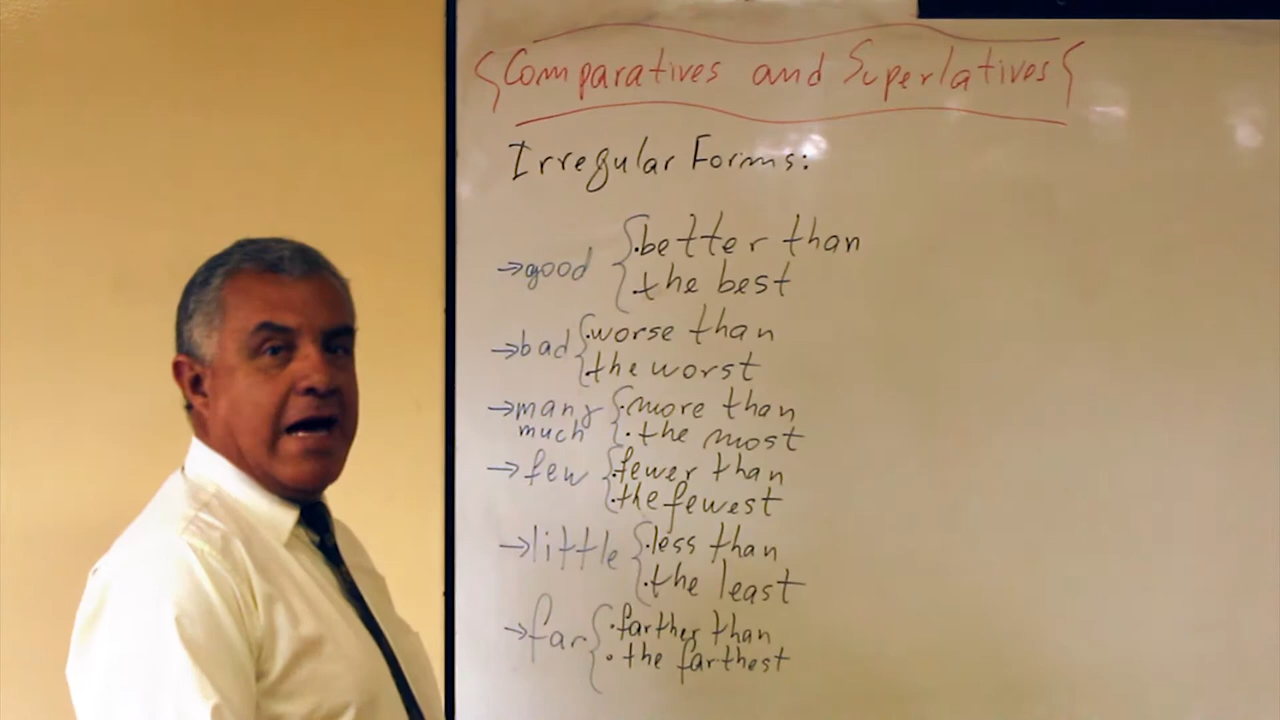 Comparatives and Superlatives
Irregular Forms:
→good { .better than
.the best
→bad { .worse than
.the worst
→many { .more than
much .the most
→few { .fewer than
.the fewest
→little { .less than
.the least
→far { .farther than
.the farthest